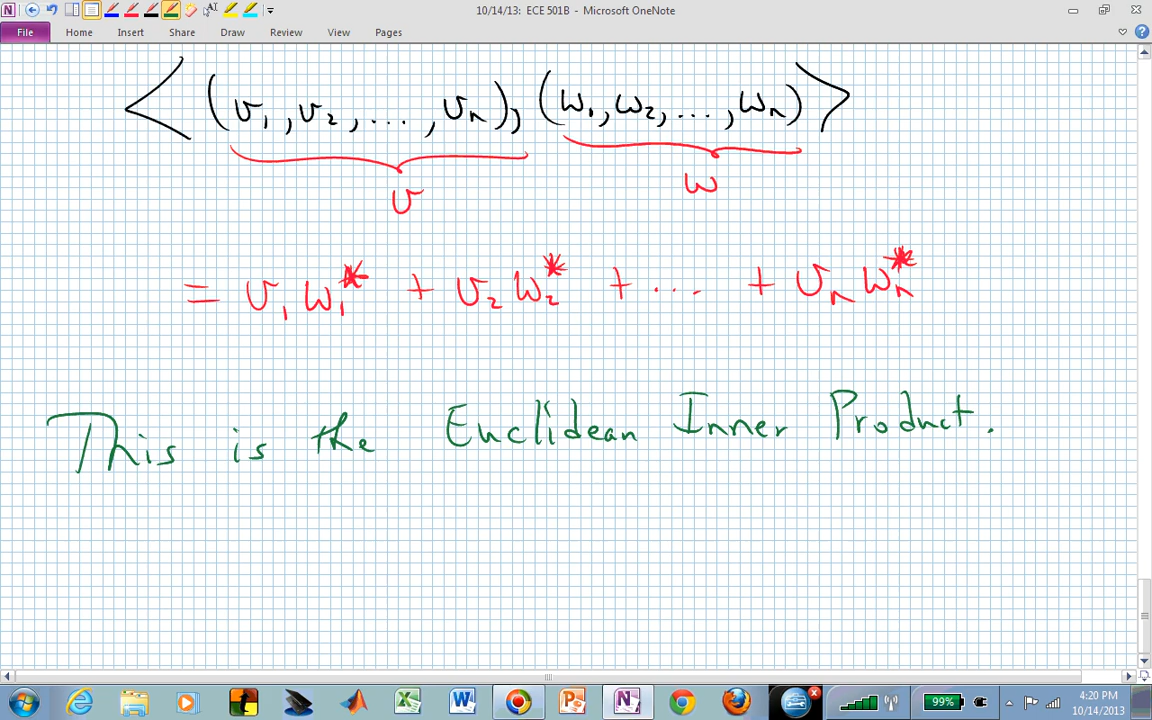 10/14/13: ECE 501B - Microsoft OneNote
File Home Insert Share Draw Review View Pages
<(v₁, v₂, ..., vₙ), (w₁, w₂, ..., wₙ)>
v w
= v₁w₁* + v₂w₂* + ... + vₙwₙ*
This is the Euclidean Inner Product.
99% 4:20 PM
10/14/2013